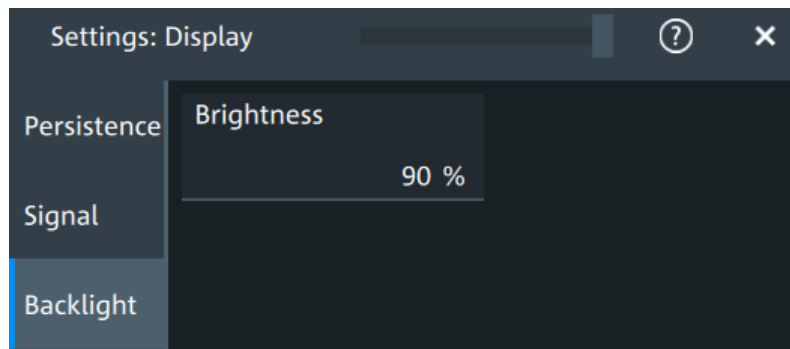 Settings: Display
?
Persistence
Signal
Backlight
Brightness
90 %